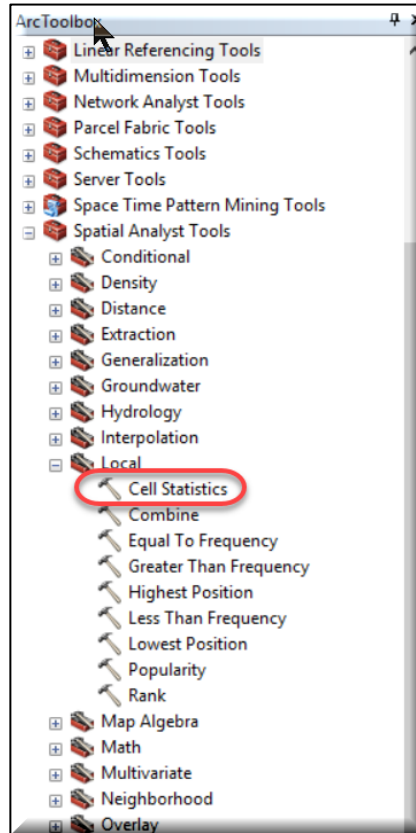 ArcToolbox
Linear Referencing Tools
Multidimension Tools
Network Analyst Tools
Parcel Fabric Tools
Schematics Tools
Server Tools
Space Time Pattern Mining Tools
Spatial Analyst Tools
Conditional
Density
Distance
Extraction
Generalization
Groundwater
Hydrology
Interpolation
Local
Cell Statistics
Combine
Equal To Frequency
Greater Than Frequency
Highest Position
Less Than Frequency
Lowest Position
Popularity
Rank
Map Algebra
Math
Multivariate
Neighborhood
Overlay